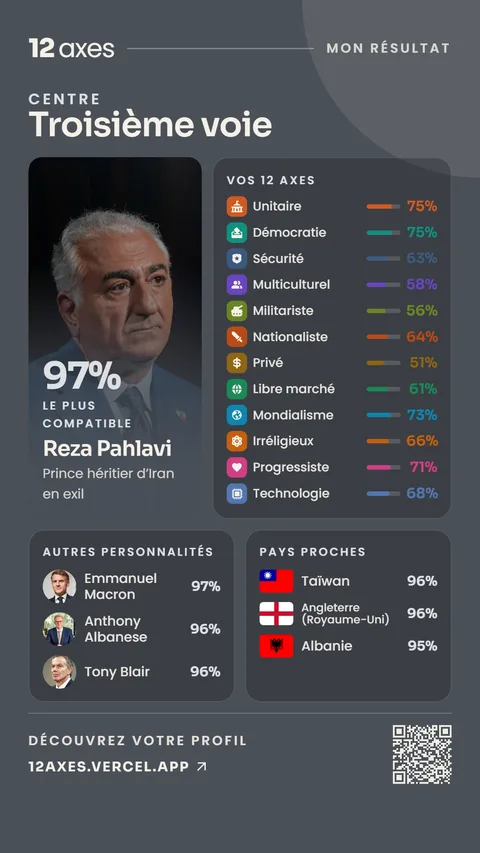 12 axes
MON RÉSULTAT
CENTRE
Troisième voie
97%
LE PLUS
COMPATIBLE
Reza Pahlavi
Prince héritier d'Iran
en exil
VOS 12 AXES
Unitaire 75%
Démocratie 75%
Sécurité 63%
Multiculturel 58%
Militariste 56%
Nationaliste 64%
Privé 51%
Libre marché 61%
Mondialisme 73%
Irréligieux 66%
Progressiste 71%
Technologie 68%
AUTRES PERSONNALITÉS
Emmanuel
Macron 97%
Anthony
Albanese 96%
Tony Blair 96%
PAYS PROCHES
Taïwan 96%
Angleterre
(Royaume-Uni) 96%
Albanie 95%
DÉCOUVREZ VOTRE PROFIL
12AXES.VERCEL.APP ↗